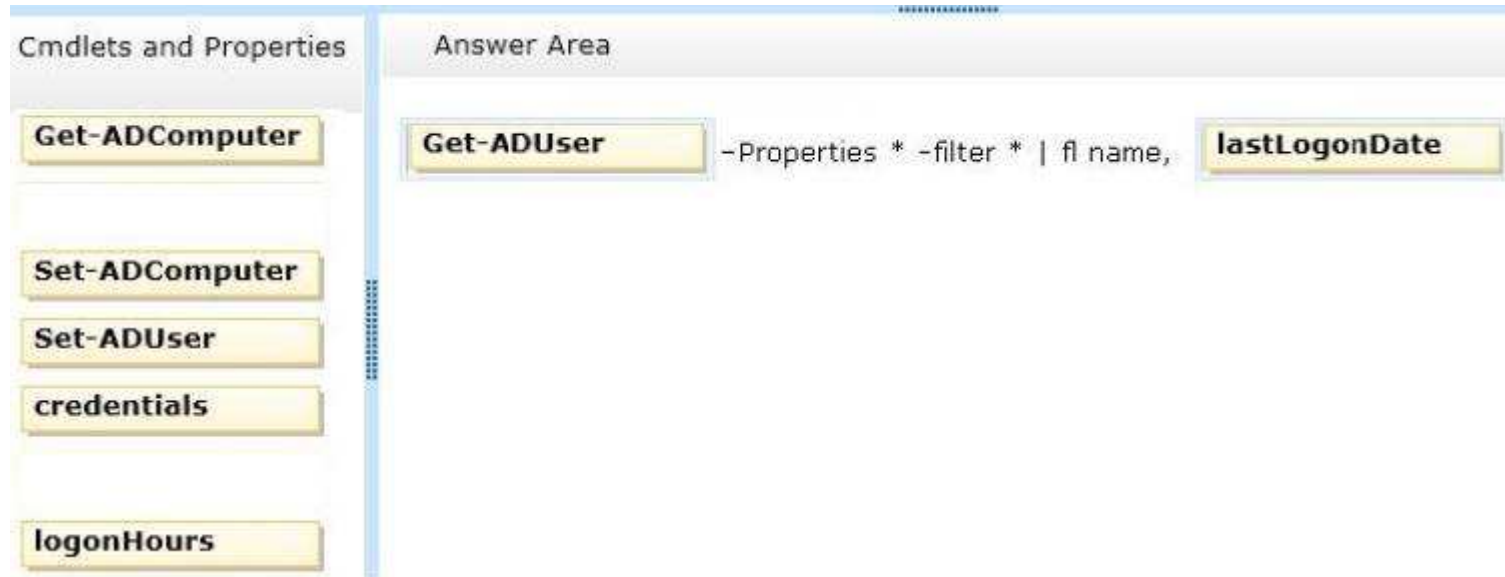 Cmdlets and Properties
Answer Area
Get-ADComputer
Set-ADComputer
Set-ADUser
credentials
logonHours
Get-ADUser -Properties * -filter * | fl name, lastLogonDate